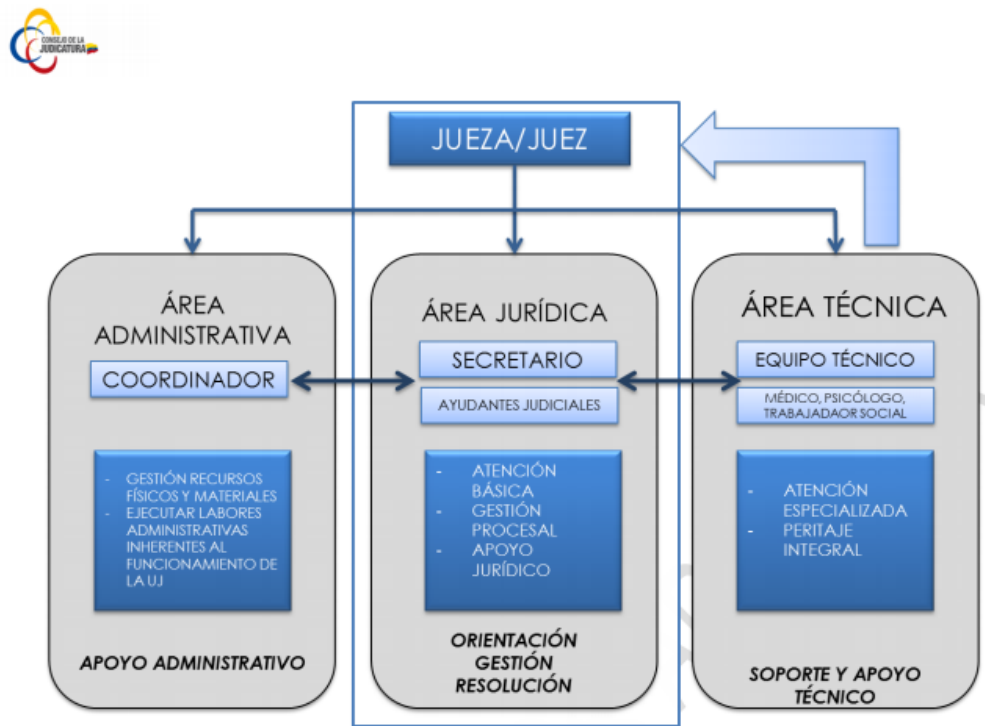 CONSEJO DE LA
JUDICATURA
JUEZA/JUEZ
ÁREA
ADMINISTRATIVA
COORDINADOR
- GESTIÓN RECURSOS
FÍSICOS Y MATERIALES
- EJECUTAR LABORES
ADMINISTRATIVAS
INHERENTES AL
FUNCIONAMIENTO DE
LA UJ
APOYO ADMINISTRATIVO
ÁREA JURÍDICA
SECRETARIO
AYUDANTES JUDICIALES
- ATENCIÓN
BÁSICA
- GESTIÓN
PROCESAL
- APOYO
JURÍDICO
ORIENTACIÓN
GESTIÓN
RESOLUCIÓN
ÁREA TÉCNICA
EQUIPO TÉCNICO
MÉDICO, PSICÓLOGO,
TRABAJADAOR SOCIAL
- ATENCIÓN
ESPECIALIZADA
- PERITAJE
INTEGRAL
SOPORTE Y APOYO
TÉCNICO